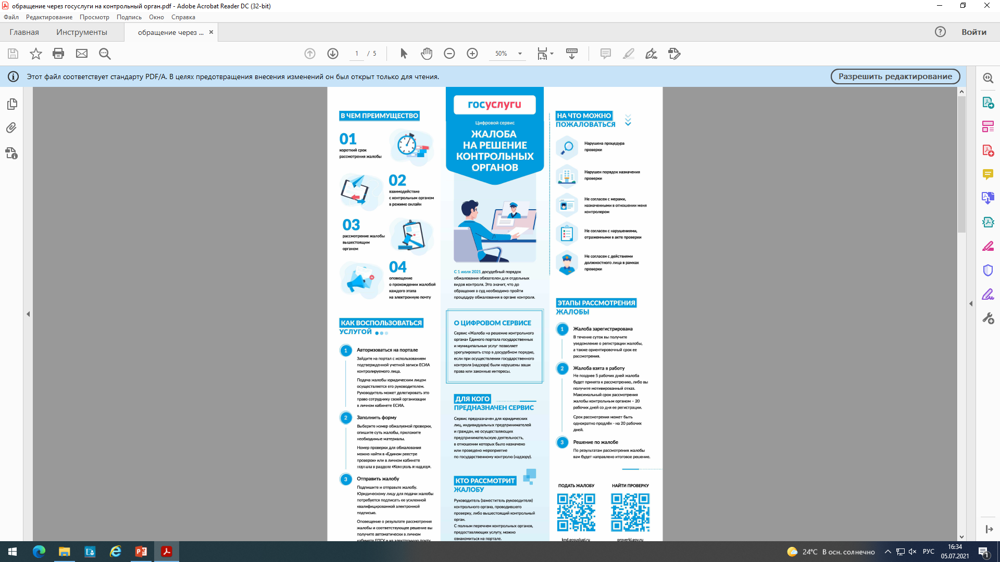 обращение через госуслуги на контрольный орган.pdf - Adobe Acrobat Reader DC (32-bit)
Файл Редактирование Просмотр Подпись Окно Справка
Главная Инструменты обращение через ... × Войти
1 / 5 50%
Этот файл соответствует стандарту PDF/A. В целях предотвращения внесения изменений он был открыт только для чтения.
Разрешить редактирование
В ЧЕМ ПРЕИМУЩЕСТВО
01
короткий срок
рассмотрения жалобы
02
взаимодействие
с контрольным органом
в режиме онлайн
03
рассмотрение жалобы
вышестоящим
органом
04
оповещение
о прохождении жалобой
каждого этапа
на электронную почту
КАК ВОСПОЛЬЗОВАТЬСЯ
УСЛУГОЙ
1 Авторизоваться на портале
Зайдите на портал с использованием
подтвержденной учетной записи ЕСИА
контролируемого лица.
Подача жалобы юридическим лицом
осуществляется его руководителем.
Руководитель может делегировать это
право сотруднику своей организации
в личном кабинете ЕСИА.
2 Заполнить форму
Выберите номер обжалуемой проверки,
опишите суть жалобы, приложите
необходимые материалы.
Номер проверки для обжалования
можно найти в «Едином реестре
проверок» или в личном кабинете
портала в разделе «Контроль и надзор».
3 Отправить жалобу
Подпишите и отправьте жалобу.
Юридическому лицу для подачи жалобы
потребуется подписать ее усиленной
квалифицированной электронной
подписью.
Оповещение о результате рассмотрения
жалобы и соответствующее решение вы
получите автоматически в личном
кабинете ЕПГУ и на электронную почту
госуслуги
Цифровой сервис
ЖАЛОБА
НА РЕШЕНИЕ
КОНТРОЛЬНЫХ
ОРГАНОВ
С 1 июля 2021 досудебный порядок
обжалования обязателен для отдельных
видов контроля. Это значит, что до
обращения в суд необходимо пройти
процедуру обжалования в органе контроля.
О ЦИФРОВОМ СЕРВИСЕ
Сервис «Жалоба на решение контрольного
органа» Единого портала государственных
и муниципальных услуг позволяет
урегулировать спор в досудебном порядке,
если при осуществлении государственного
контроля (надзора) были нарушены ваши
права или законные интересы.
ДЛЯ КОГО
ПРЕДНАЗНАЧЕН СЕРВИС
Сервис предназначен для юридических
лиц, индивидуальных предпринимателей
и граждан, не осуществляющих
предпринимательскую деятельность,
в отношении которых было назначено
или проведено мероприятие
по государственному контролю (надзору).
КТО РАССМОТРИТ
ЖАЛОБУ
Руководитель (заместитель руководителя)
контрольного органа, проводившего
проверку, либо вышестоящий контрольный
орган.
С полным перечнем контрольных органов,
предоставляющих услугу, можно
ознакомиться на портале.
НА ЧТО МОЖНО
ПОЖАЛОВАТЬСЯ
Нарушена процедура
проверки
Нарушен порядок назначения
проверки
Не согласен с мерами,
назначенными в отношении меня
контролером
Не согласен с нарушениями,
отраженными в акте проверки
Не согласен с действиями
должностного лица в рамках
проверки
ЭТАПЫ РАССМОТРЕНИЯ
ЖАЛОБЫ
1 Жалоба зарегистрирована
В течение суток вы получите
уведомление о регистрации жалобы,
а также ориентировочный срок ее
рассмотрения.
2 Жалоба взята в работу
Не позднее 5 рабочих дней жалоба
будет принята к рассмотрению, либо вы
получите мотивированный отказ.
Максимальный срок рассмотрения
жалобы контрольным органом – 20
рабочих дней со дня ее регистрации.
Срок рассмотрения может быть
однократно продлён - на 20 рабочих
дней.
3 Решение по жалобе
По результатам рассмотрения жалобы
вам будет направлено итоговое решение.
ПОДАТЬ ЖАЛОБУ НАЙТИ ПРОВЕРКУ
knd.gosuslugi.ru proverki.gov.ru
24°C В осн. солнечно РУС 16:34
05.07.2021 1